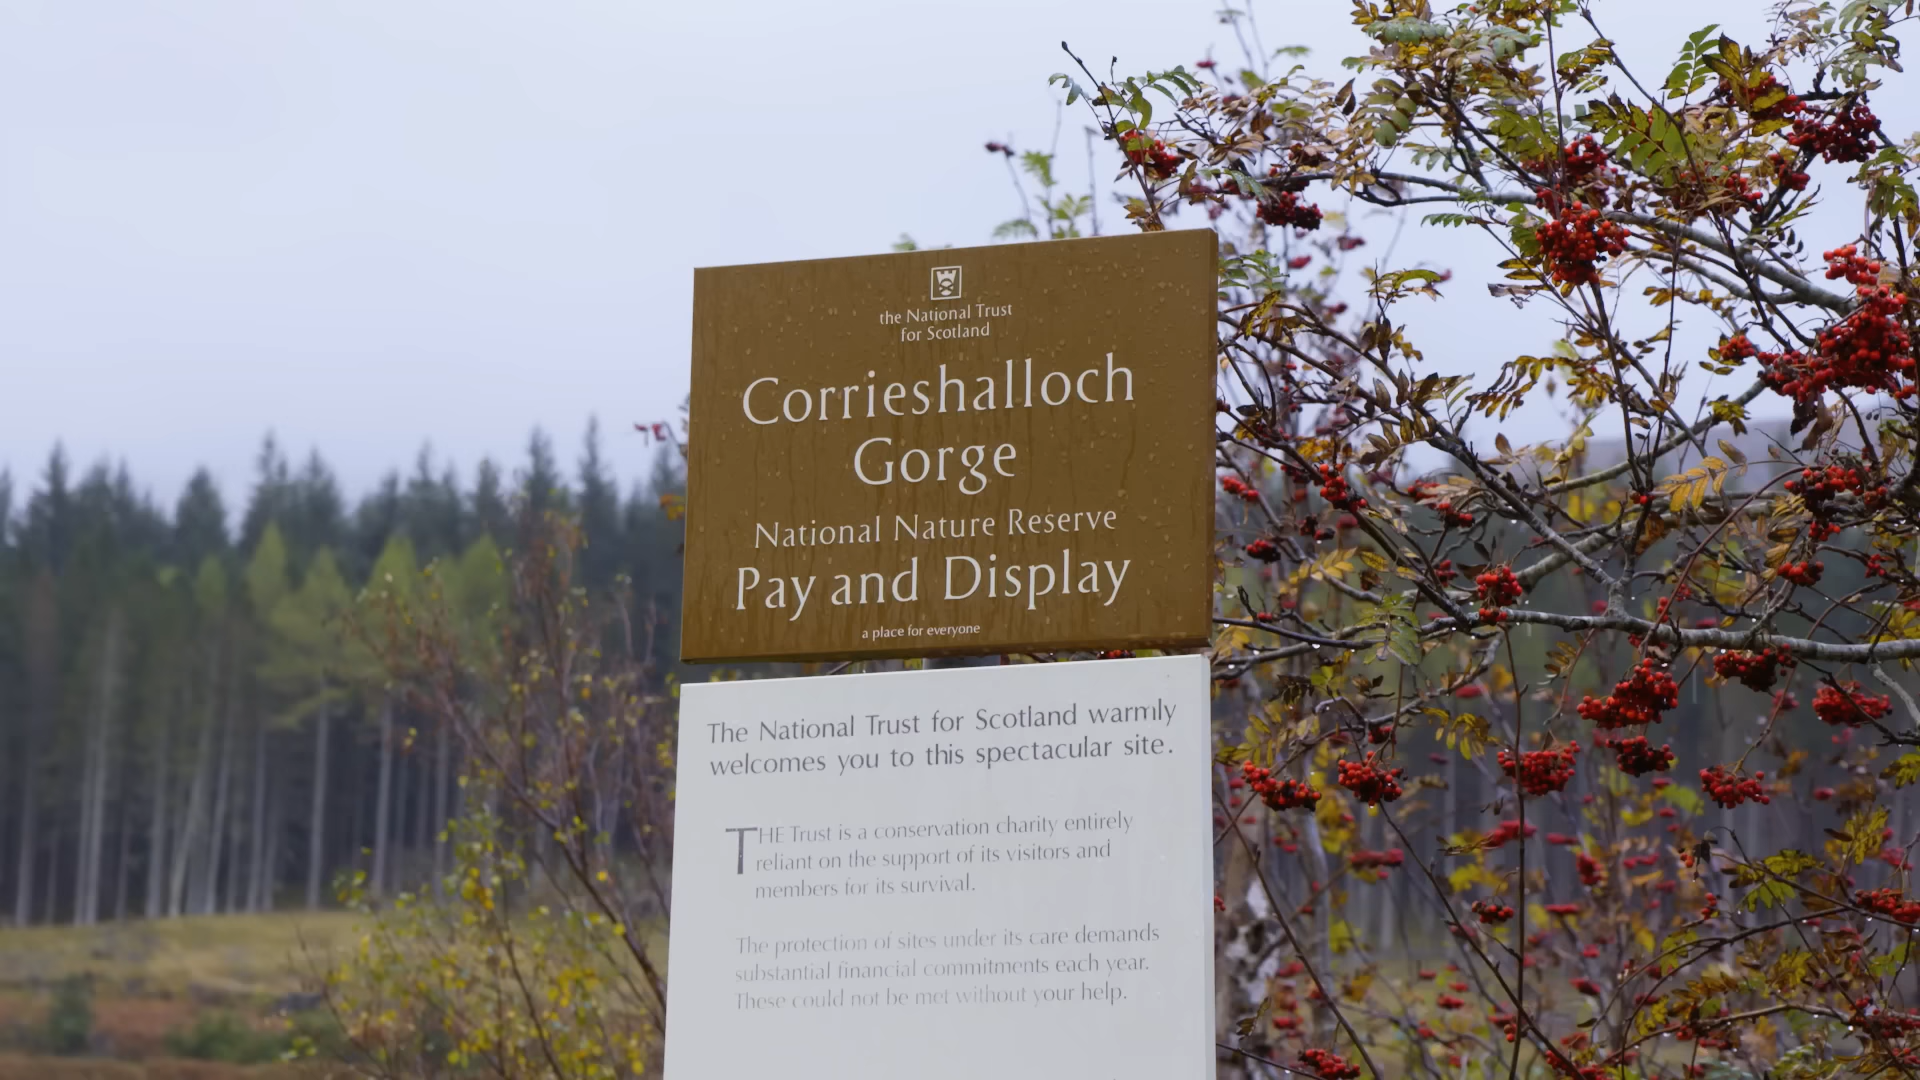 the National Trust
for Scotland
Corrieshalloch
Gorge
National Nature Reserve
Pay and Display
a place for everyone
The National Trust for Scotland warmly
welcomes you to this spectacular site.
THE Trust is a conservation charity entirely
reliant on the support of its visitors and
members for its survival.
The protection of sites under its care demands
substantial financial commitments each year.
These could not be met without your help.